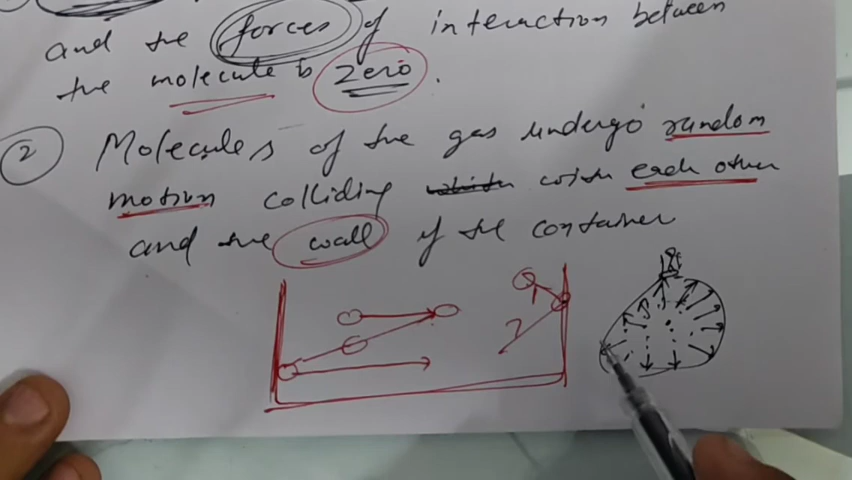 and the forces of interaction between
the molecule is zero.
2 Molecules of the gas undergo random
motion colliding with each other
and the wall of the container